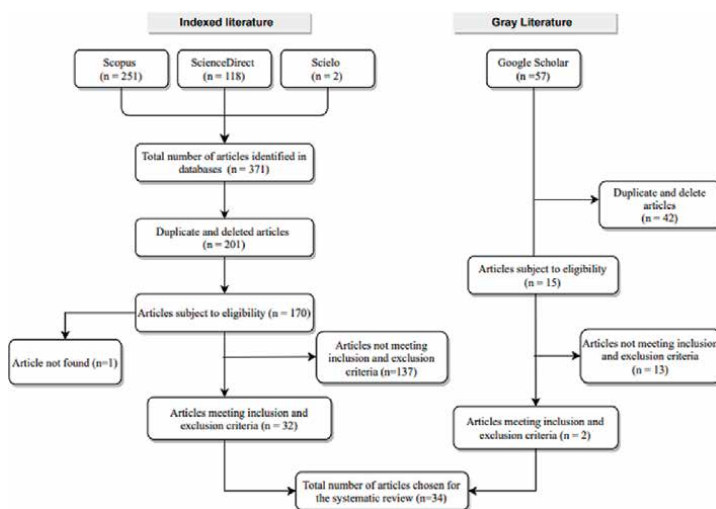 Indexed literature
Gray Literature
Scopus
(n = 251)
ScienceDirect
(n = 118)
Scielo
(n = 2)
Google Scholar
(n =57)
Total number of articles identified in
databases (n = 371)
Duplicate and delete
articles
(n = 42)
Duplicate and deleted articles
(n = 201)
Articles subject to eligibility
(n = 15)
Articles subject to eligibility (n = 170)
Article not found (n=1)
Articles not meeting
inclusion and exclusion
criteria (n=137)
Articles not meeting inclusion
and exclusion criteria
(n = 13)
Articles meeting inclusion and
exclusion criteria (n = 32)
Articles meeting inclusion and
exclusion criteria (n = 2)
Total number of articles chosen for
the systematic review (n=34)